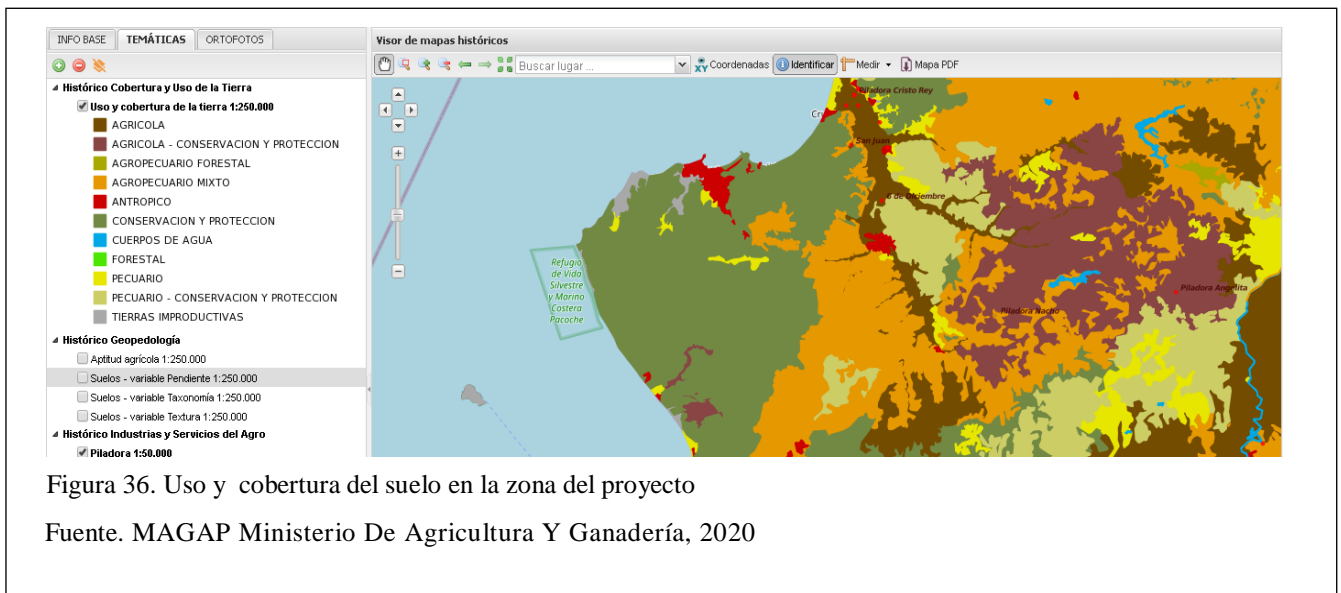 INFO BASE TEMÁTICAS ORTOFOTOS
Histórico Cobertura y Uso de la Tierra
Uso y cobertura de la tierra 1:250.000
AGRICOLA
AGRICOLA - CONSERVACION Y PROTECCION
AGROPECUARIO FORESTAL
AGROPECUARIO MIXTO
ANTROPICO
CONSERVACION Y PROTECCION
CUERPOS DE AGUA
FORESTAL
PECUARIO
PECUARIO - CONSERVACION Y PROTECCION
TIERRAS IMPRODUCTIVAS
Histórico Geopedología
Aptitud agrícola 1:250.000
Suelos - variable Pendiente 1:250.000
Suelos - variable Taxonomía 1:250.000
Suelos - variable Textura 1:250.000
Histórico Industrias y Servicios del Agro
Piladora 1:50.000
Visor de mapas históricos
Buscar lugar ... XY Coordenadas Identificar Medir Mapa PDF
Piladora Cristo Rey
San Juan
6 de Diciembre
Refugio
de Vida
Silvestre
y Marino
Costera
Pacoche
Piladora Angelita
Piladora Nacho
Figura 36. Uso y cobertura del suelo en la zona del proyecto
Fuente. MAGAP Ministerio De Agricultura Y Ganadería, 2020